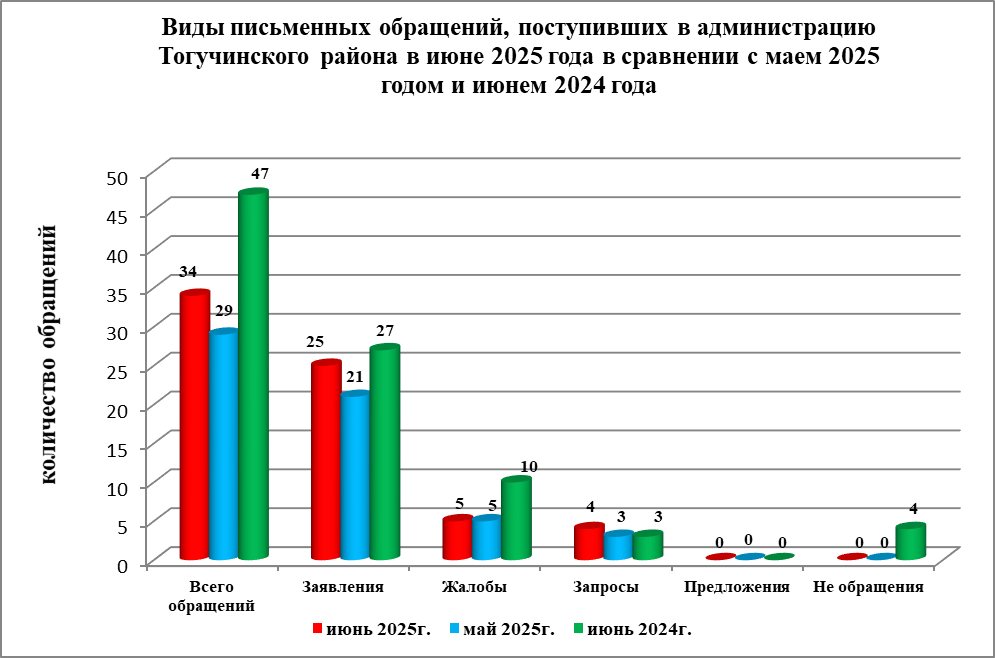 Виды письменных обращений, поступивших в администрацию
Тогучинского района в июне 2025 года в сравнении с маем 2025
годом и июнем 2024 года
количество обращений
50
45
40
35
30
25
20
15
10
5
0
34
29
47
25
21
27
5
5
10
4
3
3
0
0
0
0
0
4
Всего
обращений
Заявления
Жалобы
Запросы
Предложения
Не обращения
июнь 2025г.
май 2025г.
июнь 2024г.